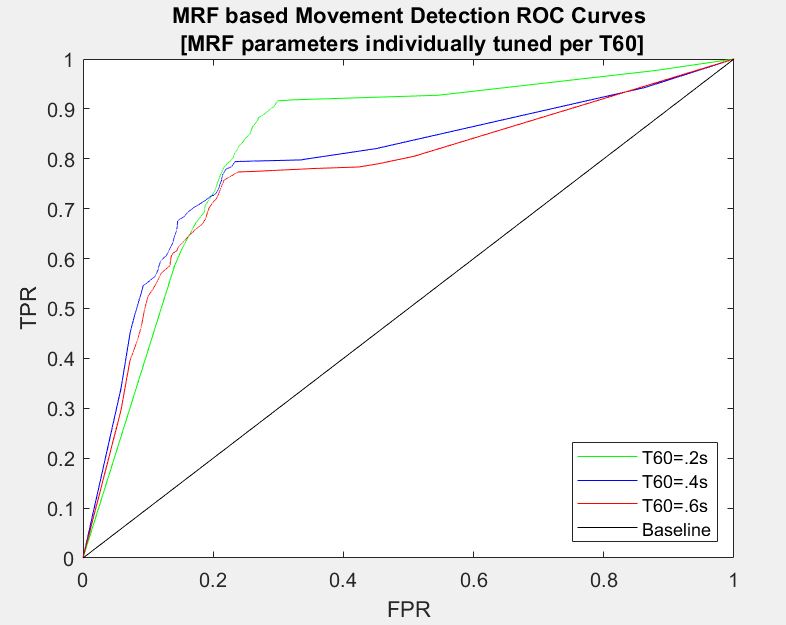 MRF based Movement Detection ROC Curves
[MRF parameters individually tuned per T60]
1
0.9
0.8
0.7
0.6
0.5
0.4
0.3
0.2
0.1
0
TPR
0 0.2 0.4 0.6 0.8 1
FPR
T60=.2s
T60=.4s
T60=.6s
Baseline